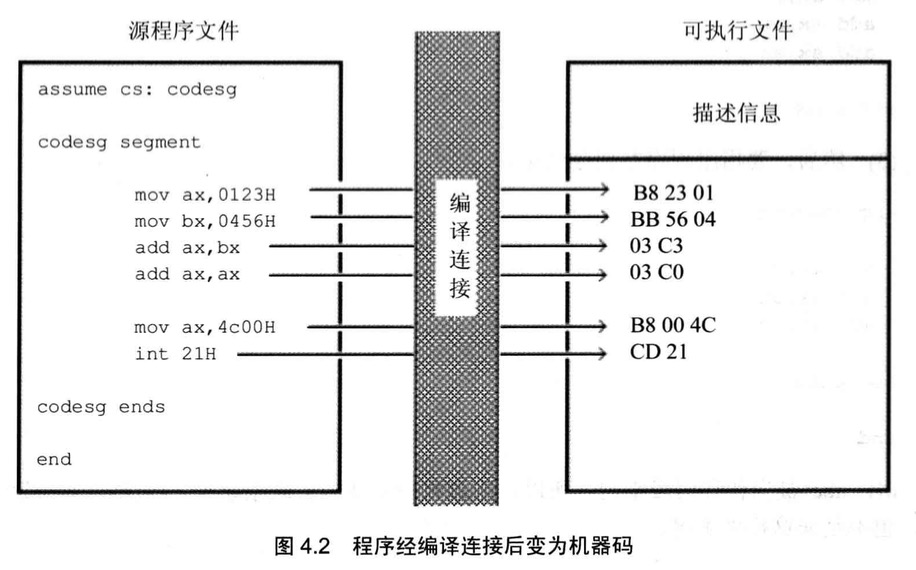 源程序文件
assume cs: codesg
codesg segment
mov ax,0123H
mov bx,0456H
add ax,bx
add ax,ax
mov ax,4c00H
int 21H
codesg ends
end
编译连接
可执行文件
描述信息
B8 23 01
BB 56 04
03 C3
03 C0
B8 00 4C
CD 21
图 4.2 程序经编译连接后变为机器码